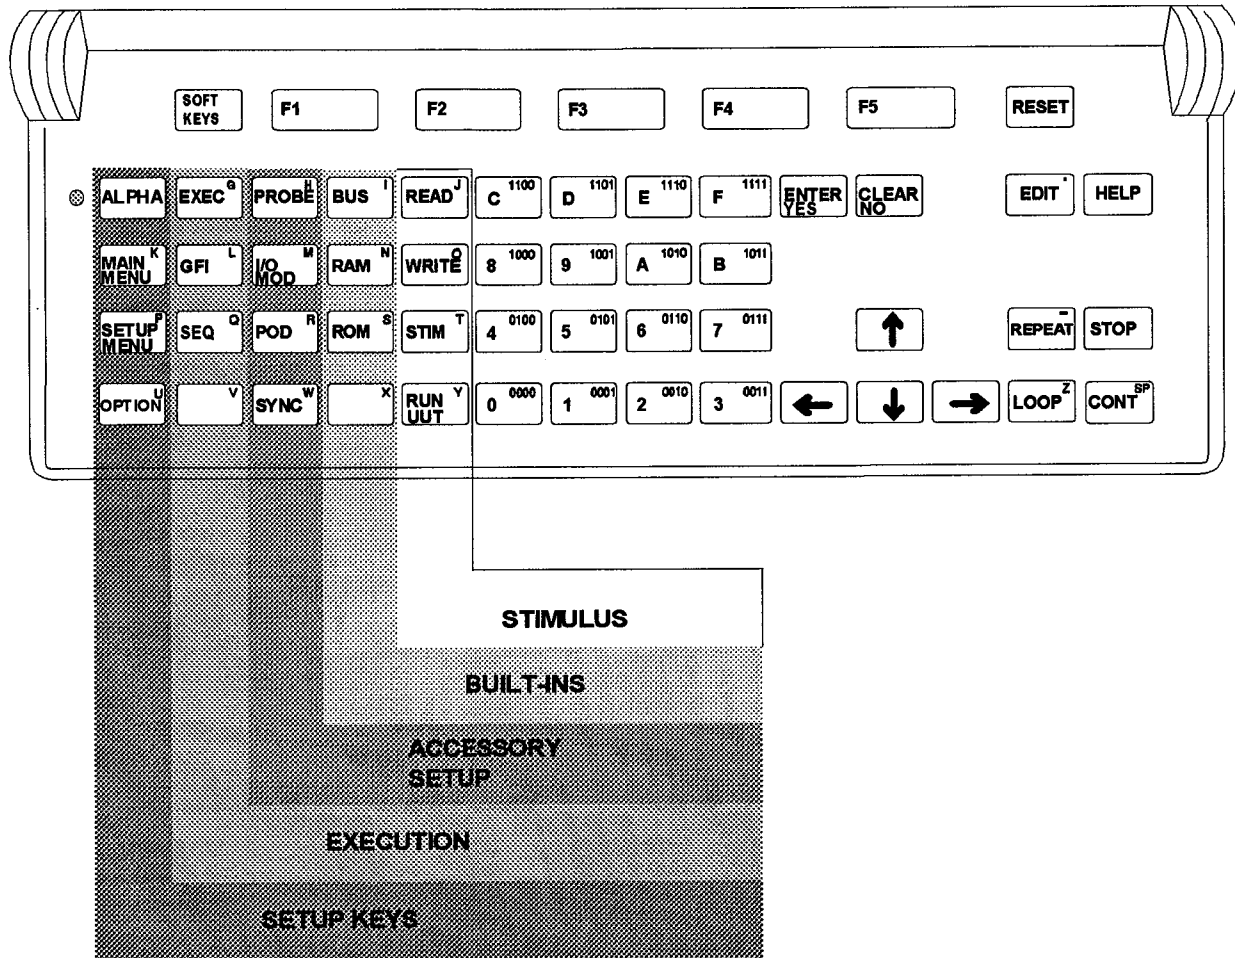 SOFT
KEYS
F1
F2
F3
F4
F5
RESET
ALPHA
EXEC G
PROBE H
BUS I
READ J
C 1100
D 1101
E 1110
F 1111
ENTER
YES
CLEAR
NO
EDIT .
HELP
MAIN K
MENU
GFI L
I/O M
MOD
RAM N
WRITE O
8 1000
9 1001
A 1010
B 1011
SETUP P
MENU
SEQ Q
POD R
ROM S
STIM T
4 0100
5 0101
6 0110
7 0111
REPEAT -
STOP
OPTION U
V
SYNC W
X
RUN Y
UUT
0 0000
1 0001
2 0010
3 0011
LOOP Z
CONT SP
STIMULUS
BUILT-INS
ACCESSORY
SETUP
EXECUTION
SETUP KEYS